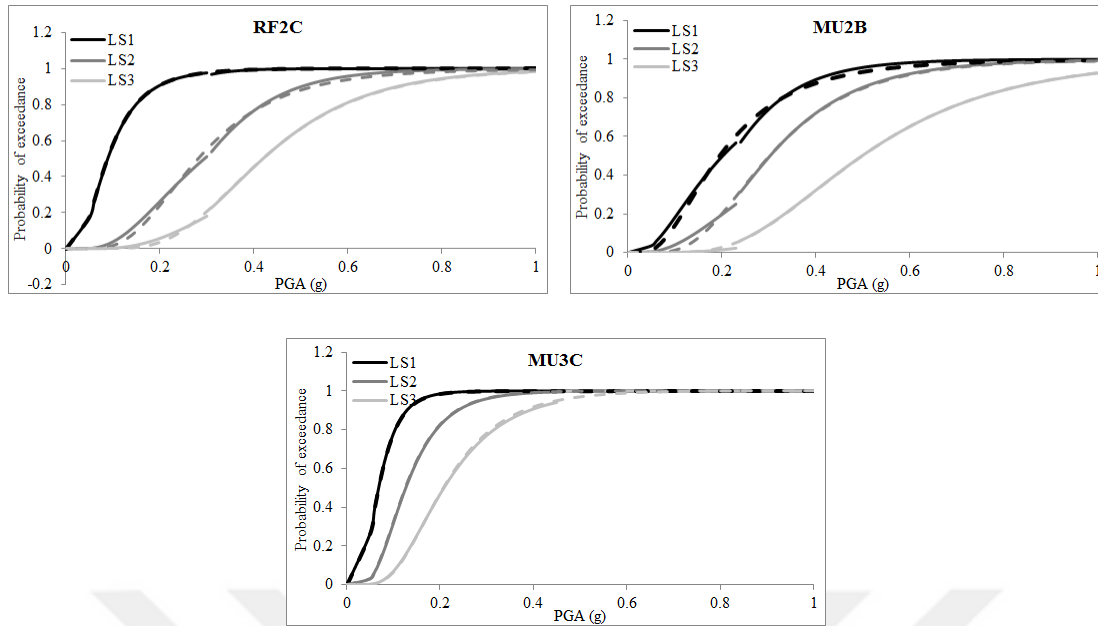 RF2C
LS1
LS2
LS3
Probability of exceedance
1.2
1
0.8
0.6
0.4
0.2
0
-0.2
0 0.2 0.4 0.6 0.8 1
PGA (g)
MU2B
LS1
LS2
LS3
Probability of exceedance
1.2
1
0.8
0.6
0.4
0.2
0
0 0.2 0.4 0.6 0.8 1
PGA (g)
MU3C
LS1
LS2
LS3
Probability of exceedance
1.2
1
0.8
0.6
0.4
0.2
0
0 0.2 0.4 0.6 0.8 1
PGA (g)